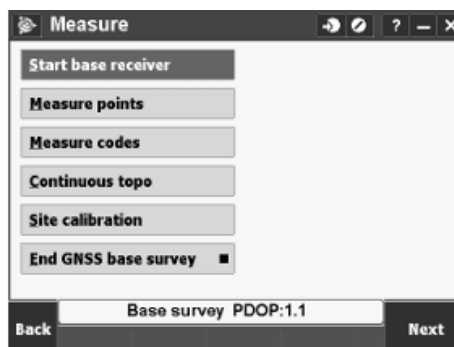 Measure ? – X
Start base receiver
Measure points
Measure codes
Continuous topo
Site calibration
End GNSS base survey
Base survey PDOP:1.1
Back Next